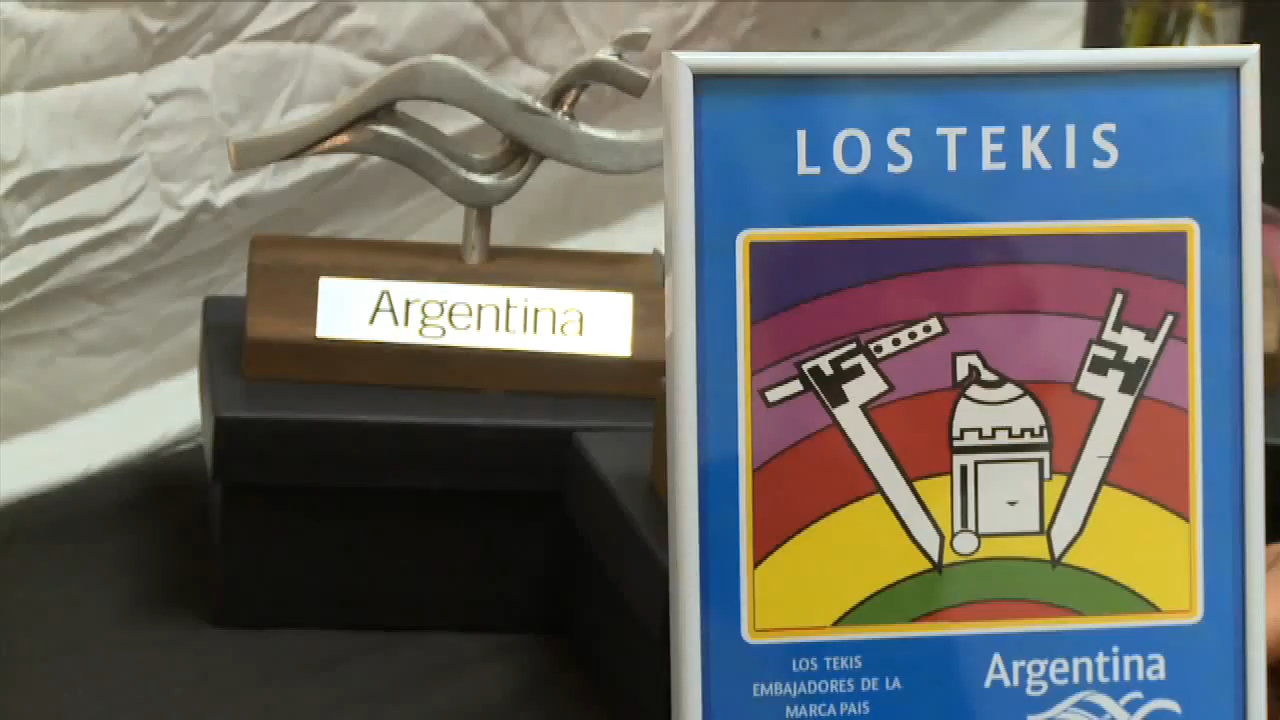 Argentina
LOS TEKIS
LOS TEKIS
EMBAJADORES DE LA
MARCA PAIS
Argentina